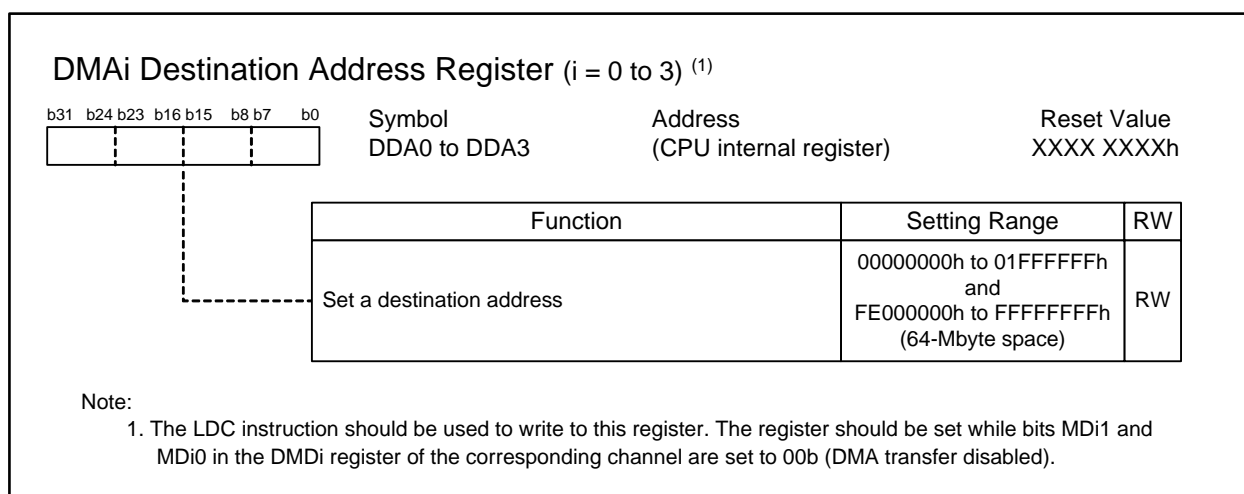 DMAi Destination Address Register (i = 0 to 3) (1)
b31 b24 b23 b16 b15 b8 b7 b0
Symbol Address Reset Value
DDA0 to DDA3 (CPU internal register) XXXX XXXXh
Function Setting Range RW
Set a destination address
00000000h to 01FFFFFFh
and
FE000000h to FFFFFFFFh
(64-Mbyte space)
RW
Note:
1. The LDC instruction should be used to write to this register. The register should be set while bits MDi1 and
MDi0 in the DMDi register of the corresponding channel are set to 00b (DMA transfer disabled).